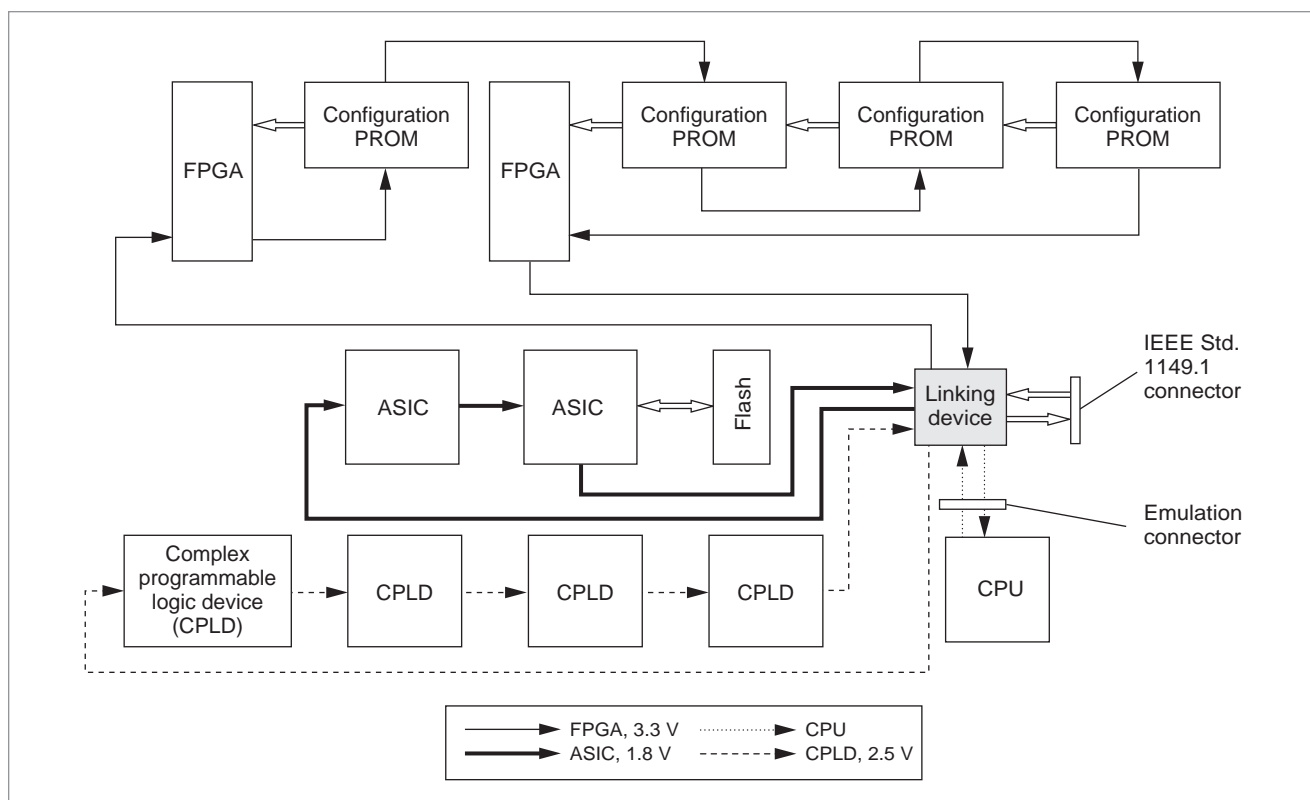 FPGA
Configuration
PROM
FPGA
Configuration
PROM
Configuration
PROM
Configuration
PROM
ASIC
ASIC
Flash
Linking
device
IEEE Std.
1149.1
connector
Emulation
connector
Complex
programmable
logic device
(CPLD)
CPLD
CPLD
CPLD
CPU
FPGA, 3.3 V
ASIC, 1.8 V
CPU
CPLD, 2.5 V